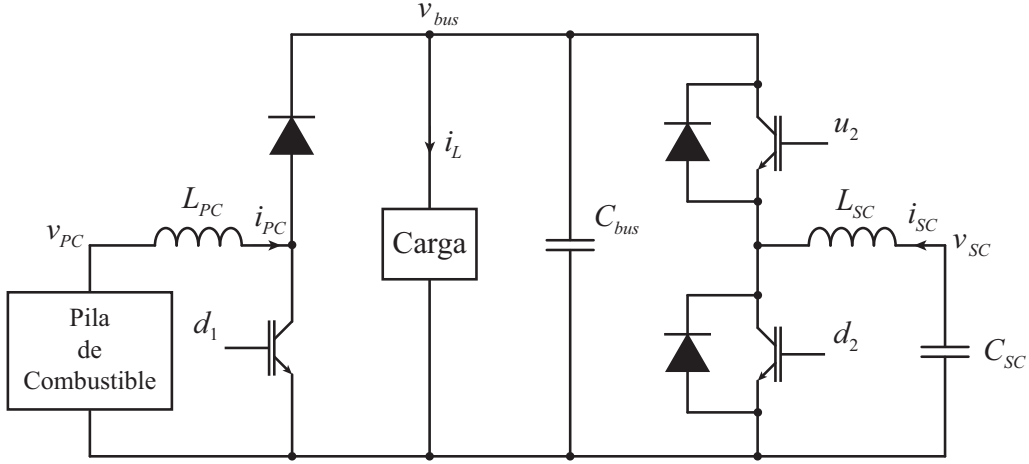 v_bus
u_2
i_L
L_PC
L_SC
i_PC
i_SC
v_PC
Carga
C_bus
v_SC
Pila
de
Combustible
d_1
d_2
C_SC